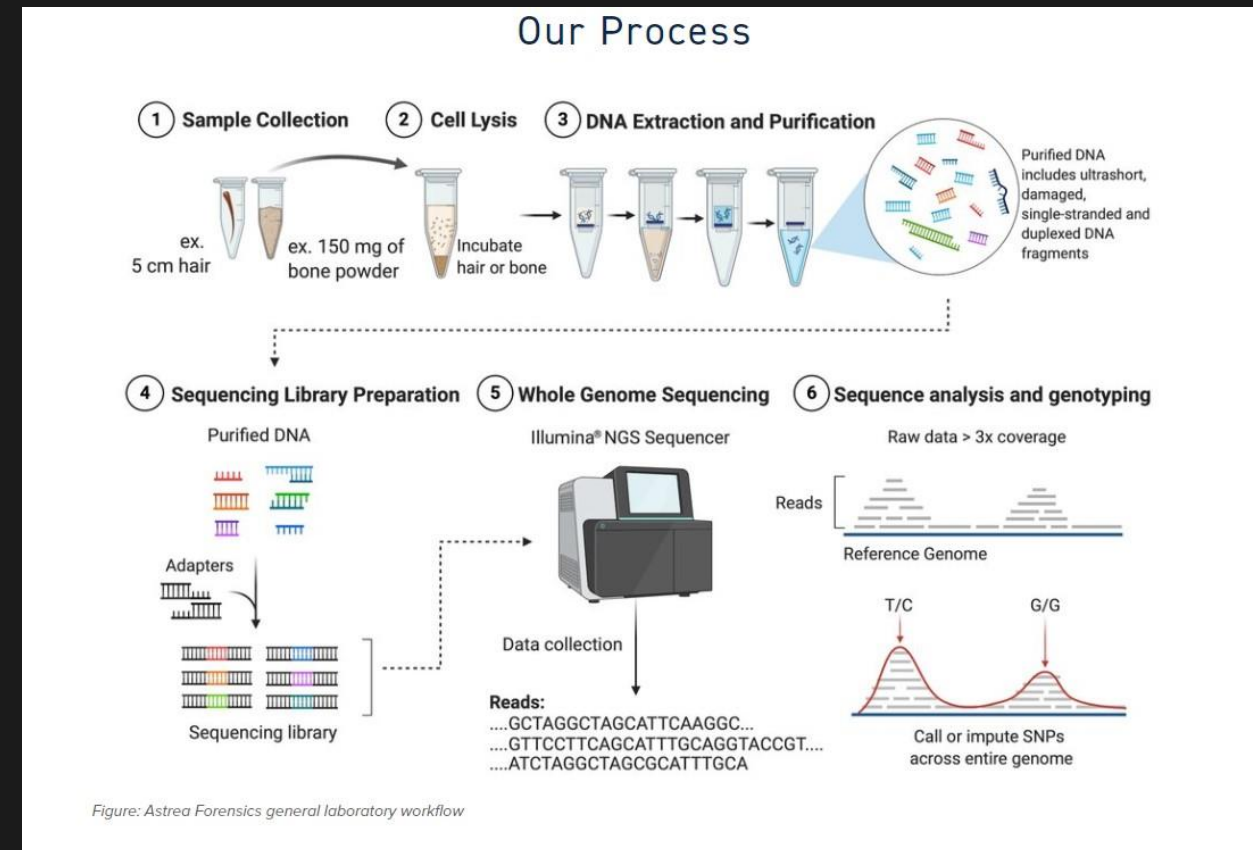 Our Process
1 Sample Collection
2 Cell Lysis
3 DNA Extraction and Purification
ex.
5 cm hair
ex. 150 mg of
bone powder
Incubate
hair or bone
Purified DNA
includes ultrashort,
damaged,
single-stranded and
duplexed DNA
fragments
4 Sequencing Library Preparation
Purified DNA
Adapters
Sequencing library
5 Whole Genome Sequencing
Illumina® NGS Sequencer
Data collection
Reads:
....GCTAGGCTAGCATTCAAGGC...
....GTTCCTTCAGCATTTGCAGGTACCGT....
....ATCTAGGCTAGCGCATTTGCA
6 Sequence analysis and genotyping
Raw data > 3x coverage
Reads
Reference Genome
T/C
G/G
Call or impute SNPs
across entire genome
Figure: Astrea Forensics general laboratory workflow